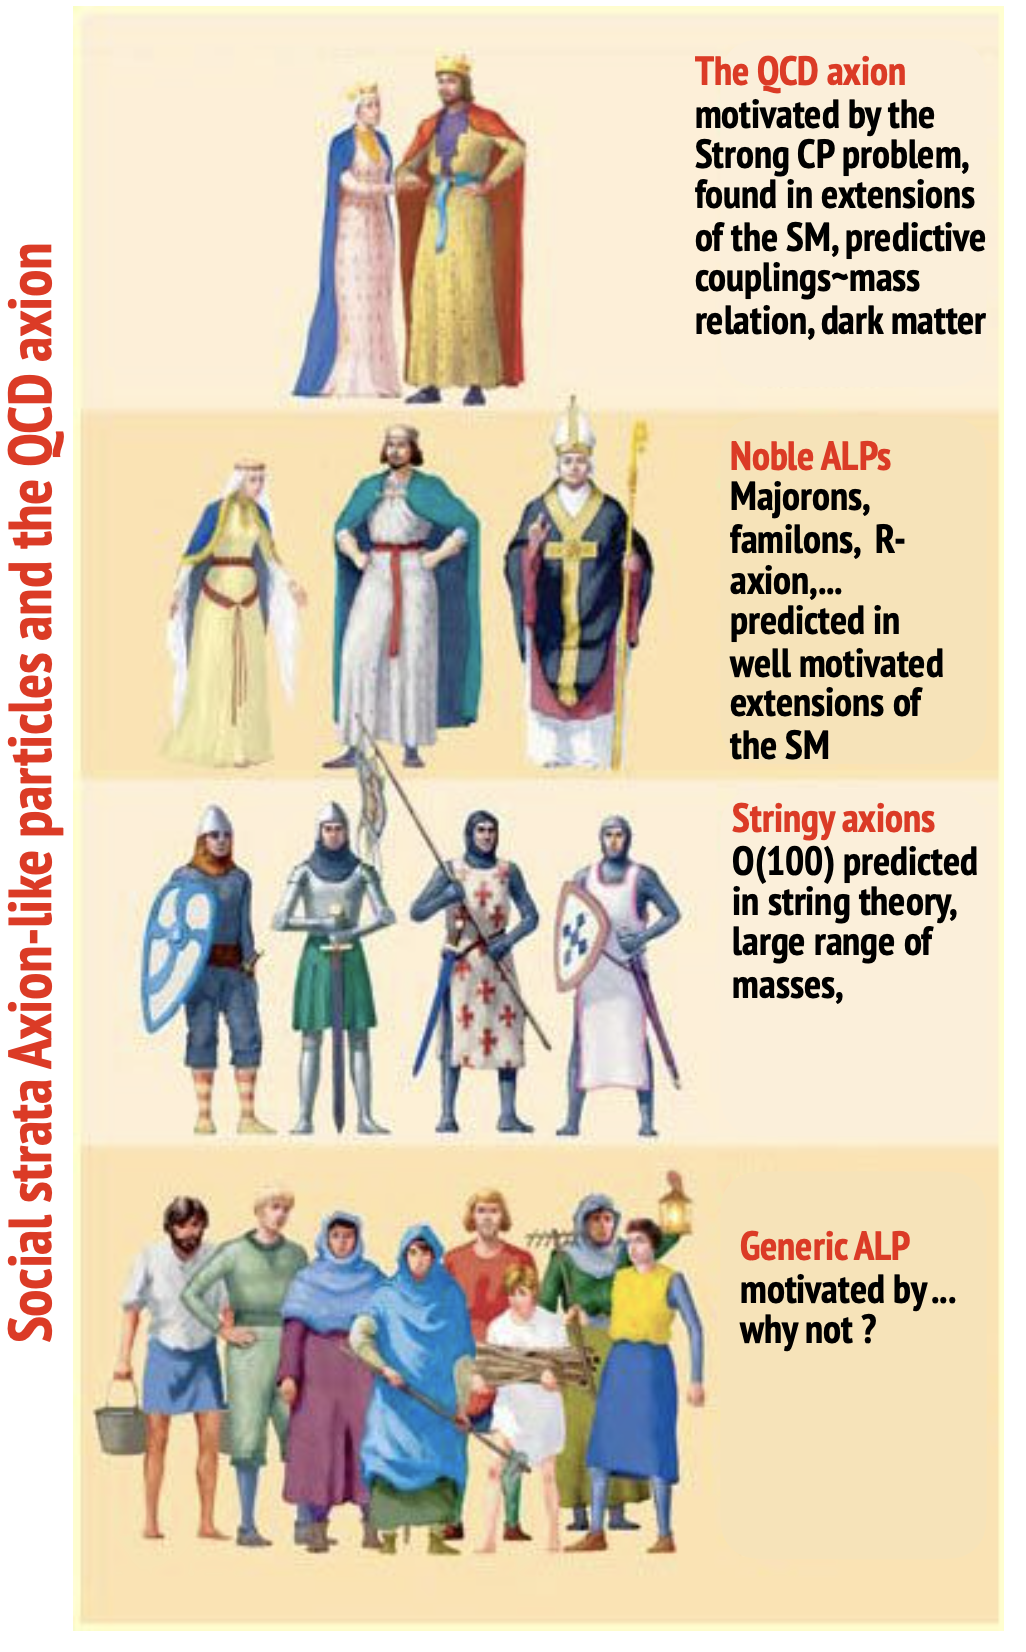 Social strata Axion-like particles and the QCD axion
The QCD axion
motivated by the
Strong CP problem,
found in extensions
of the SM, predictive
couplings~mass
relation, dark matter
Noble ALPs
Majorons,
familons, R-
axion,...
predicted in
well motivated
extensions of
the SM
Stringy axions
O(100) predicted
in string theory,
large range of
masses,
Generic ALP
motivated by ...
why not ?